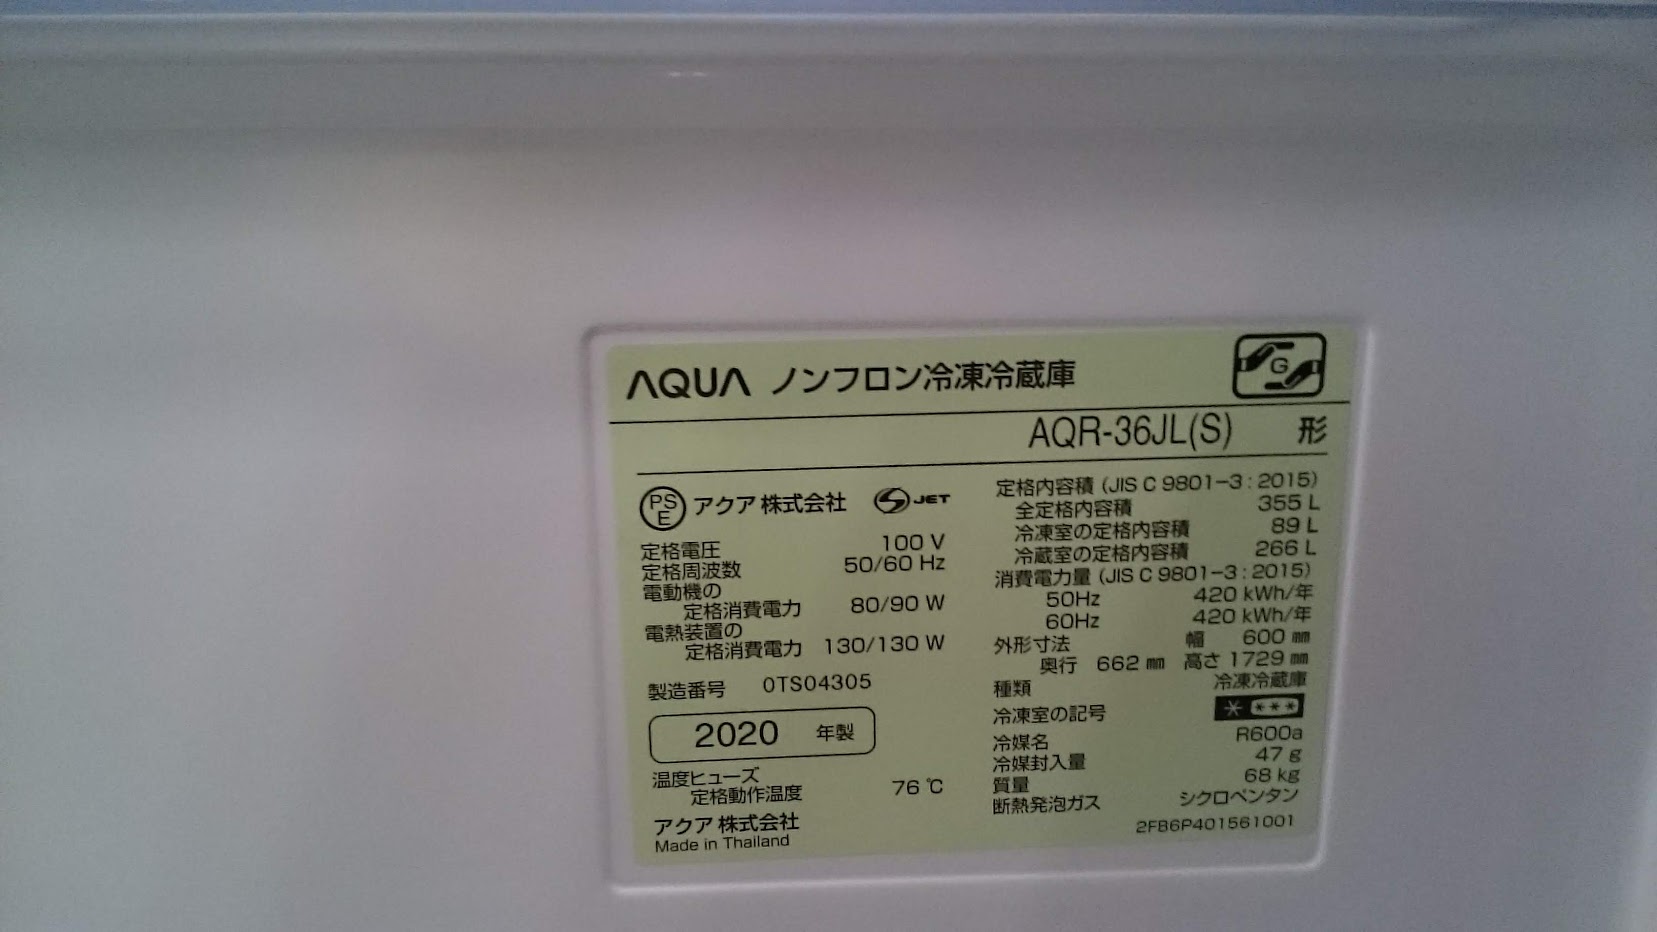 AQUA ノンフロン冷凍冷蔵庫
G
AQR-36JL(S) 形
PSE アクア 株式会社 S JET
定格電圧 100 V
定格周波数 50/60 Hz
電動機の
定格消費電力 80/90 W
電熱装置の
定格消費電力 130/130 W
製造番号 0TS04305
2020 年製
温度ヒューズ
定格動作温度 76 ℃
アクア 株式会社
Made in Thailand
定格内容積 (JIS C 9801-3 : 2015)
全定格内容積 355 L
冷凍室の定格内容積 89 L
冷蔵室の定格内容積 266 L
消費電力量 (JIS C 9801-3 : 2015)
50Hz 420 kWh/年
60Hz 420 kWh/年
外形寸法 幅 600 ㎜
奥行 662 ㎜ 高さ 1729 ㎜
種類 冷凍冷蔵庫
冷凍室の記号 * ***
冷媒名 R600a
冷媒封入量 47 g
質量 68 kg
断熱発泡ガス シクロペンタン
2FB6P401561001